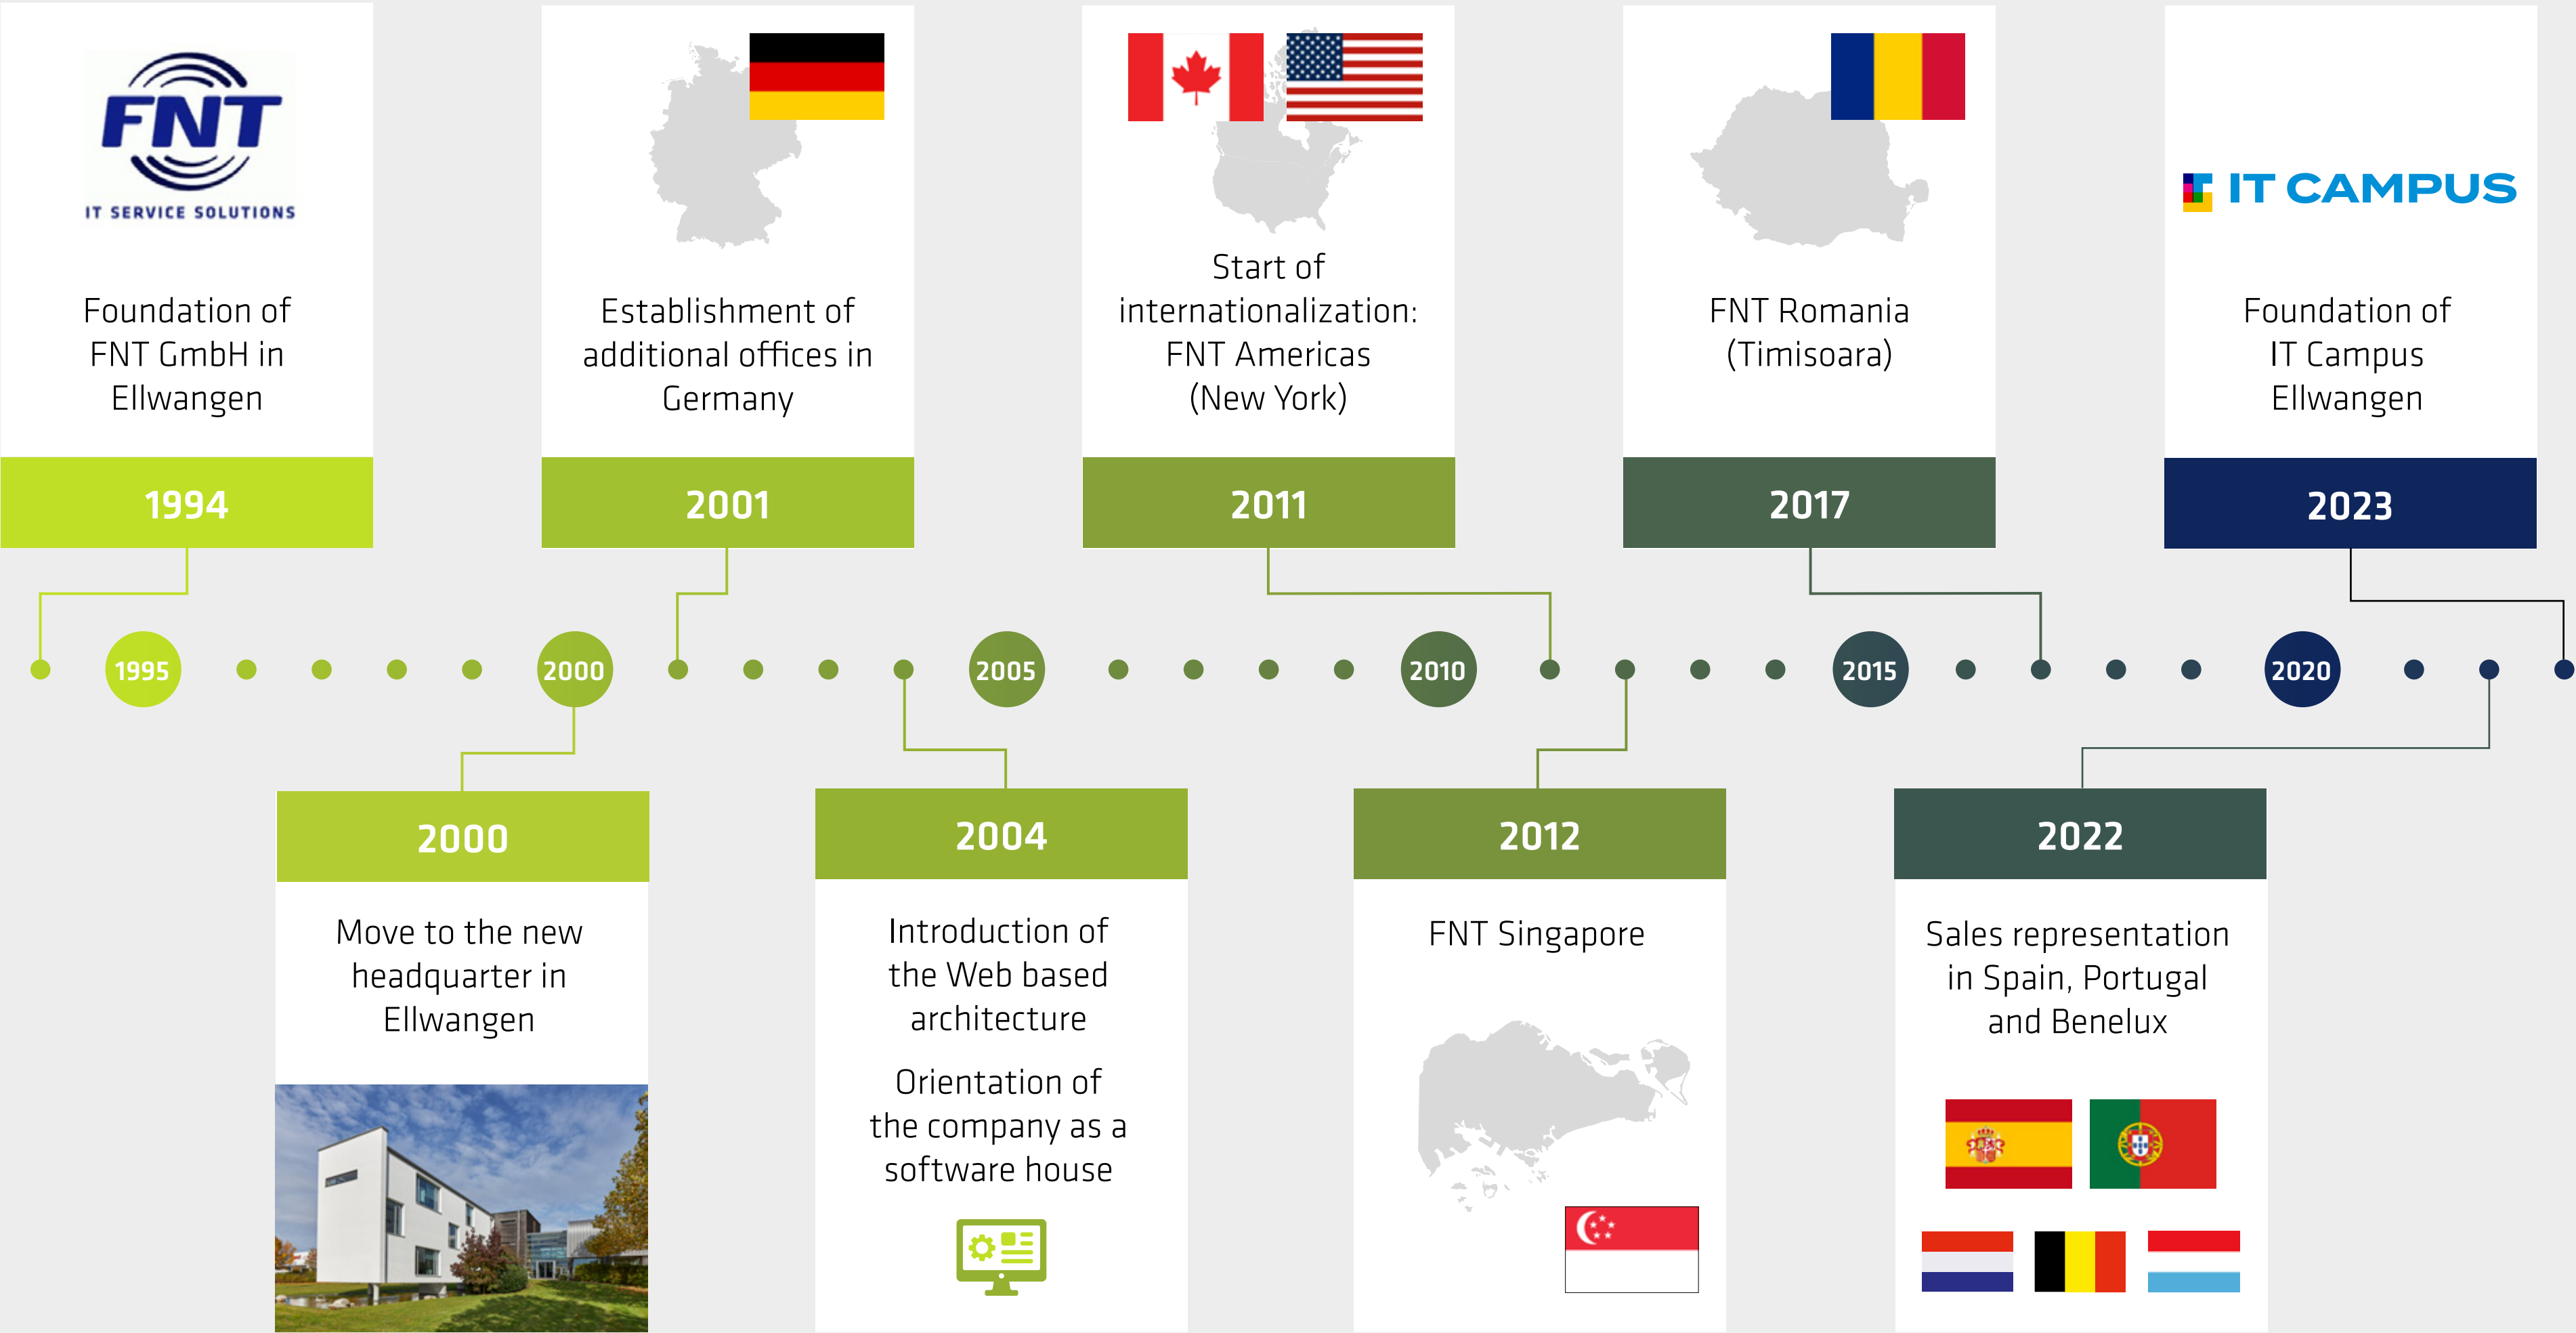 FNT
IT SERVICE SOLUTIONS
Foundation of
FNT GmbH in
Ellwangen
1994
Establishment of
additional offices in
Germany
2001
Start of
internationalization:
FNT Americas
(New York)
2011
FNT Romania
(Timisoara)
2017
IT CAMPUS
Foundation of
IT Campus
Ellwangen
2023
1995
2000
2005
2010
2015
2020
2000
Move to the new
headquarter in
Ellwangen
2004
Introduction of
the Web based
architecture
Orientation of
the company as a
software house
2012
FNT Singapore
2022
Sales representation
in Spain, Portugal
and Benelux